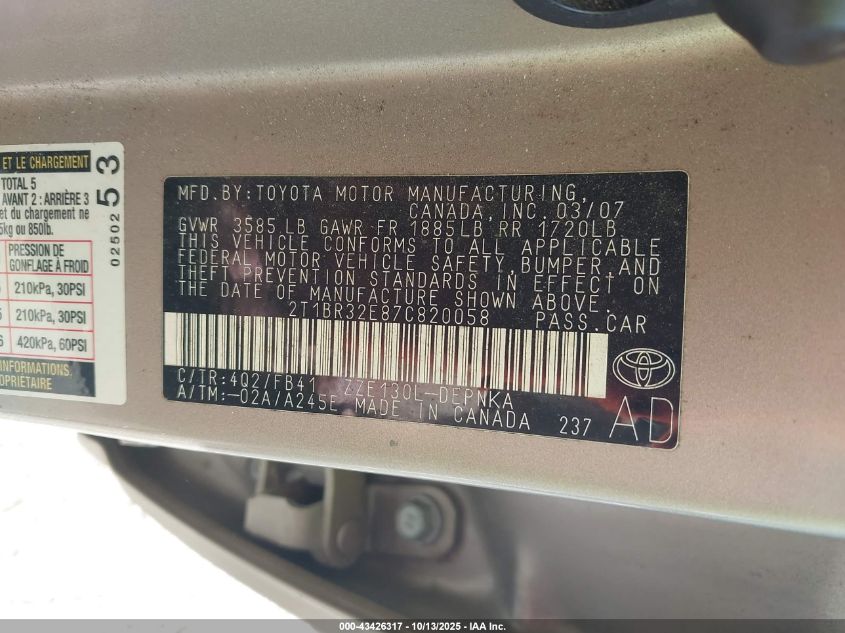 ET LE CHARGEMENT
TOTAL 5
AVANT 2 : ARRIÈRE 3
et du chargement ne
kg ou 850lb.
02502 53
PRESSION DE
GONFLAGE À FROID
210kPa, 30PSI
210kPa, 30PSI
420kPa, 60PSI
INFORMATIONS,
MFD. BY: TOYOTA MOTOR MANUFACTURING,
CANADA, INC. 03/07
GVWR 3585 LB GAWR FR 1885LB RR 1720LB
THIS VEHICLE CONFORMS TO ALL APPLICABLE
FEDERAL MOTOR VEHICLE SAFETY, BUMPER, AND
THEFT PREVENTION STANDARDS IN EFFECT ON
THE DATE OF MANUFACTURE SHOWN ABOVE.
2T1BR32E87C820058 PASS. CAR
C/TR: 4Q2/FB41 ZZE130L-DEPNKA
A/TM: -02A/A245E MADE IN CANADA 237 AD
000-43426317 - 10/13/2025 - IAA Inc.